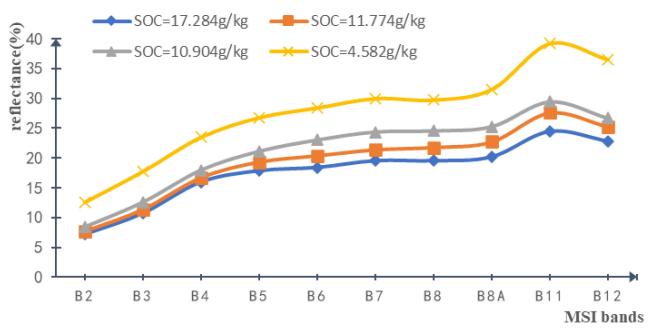 SOC=17.284g/kg SOC=11.774g/kg
SOC=10.904g/kg SOC=4.582g/kg
reflectance(%)
40
35
30
25
20
15
10
5
0
B2 B3 B4 B5 B6 B7 B8 B8A B11 B12
MSI bands